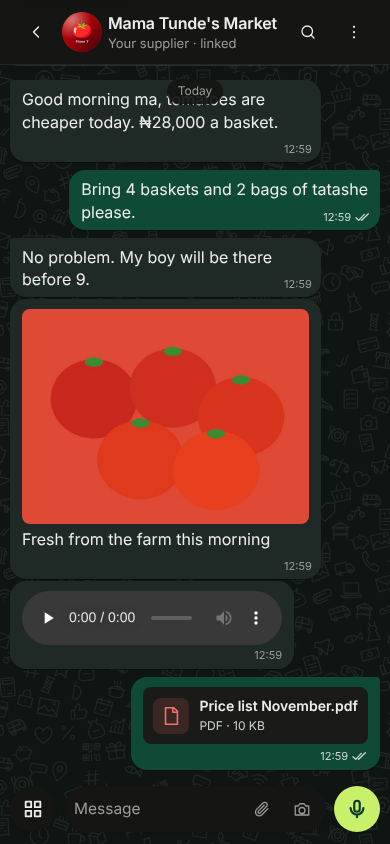 Mama Tunde's Market
Your supplier · linked
Today
Good morning ma, tomatoes are
cheaper today. ₦28,000 a basket.
12:59
Bring 4 baskets and 2 bags of tatashe
please.
12:59
No problem. My boy will be there
before 9.
12:59
Fresh from the farm this morning
12:59
0:00 / 0:00
12:59
Price list November.pdf
PDF · 10 KB
12:59
Message